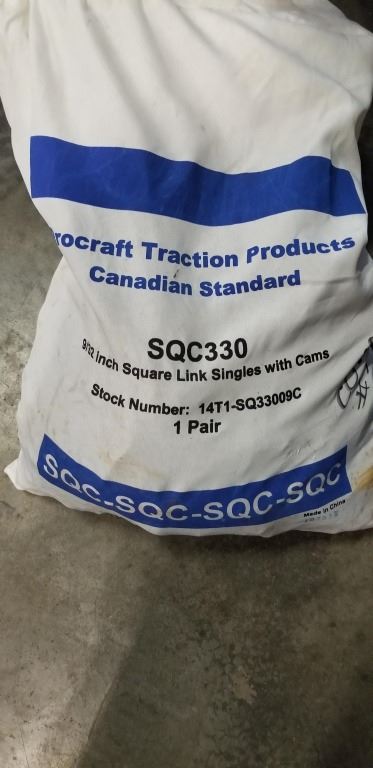 rocraft Traction Products
Canadian Standard
SQC330
9/32 Inch Square Link Singles with Cams
Stock Number: 14T1-SQ33009C
1 Pair
SQC-SQC-SQC-SQC
Made in China